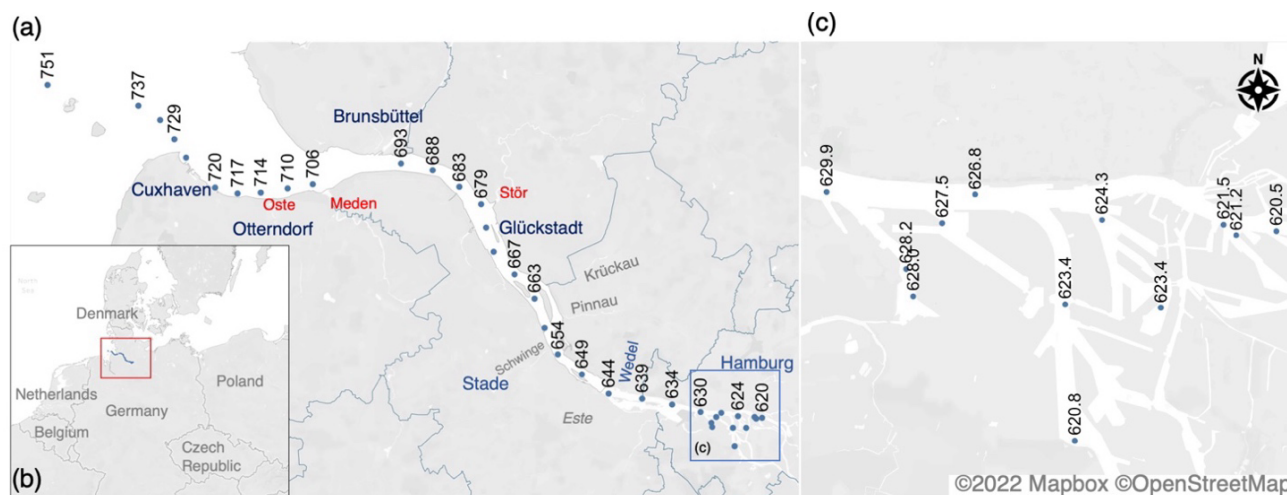 (a)
751
737
729
720
717
714
710
706
693
688
683
679
667
663
654
649
644
639
634
630
624
620
Brunsbüttel
Cuxhaven
Oste
Meden
Stör
Otterndorf
Glückstadt
Krückau
Pinnau
Schwinge
Stade
Wedel
Este
Hamburg
(c)
(b)
North
Sea
Denmark
Netherlands
Belgium
Germany
Poland
Czech
Republic
(c)
N
629.9
628.2
628.0
627.5
626.8
624.3
623.4
623.4
621.5
621.2
620.5
620.8
©2022 Mapbox ©OpenStreetMap